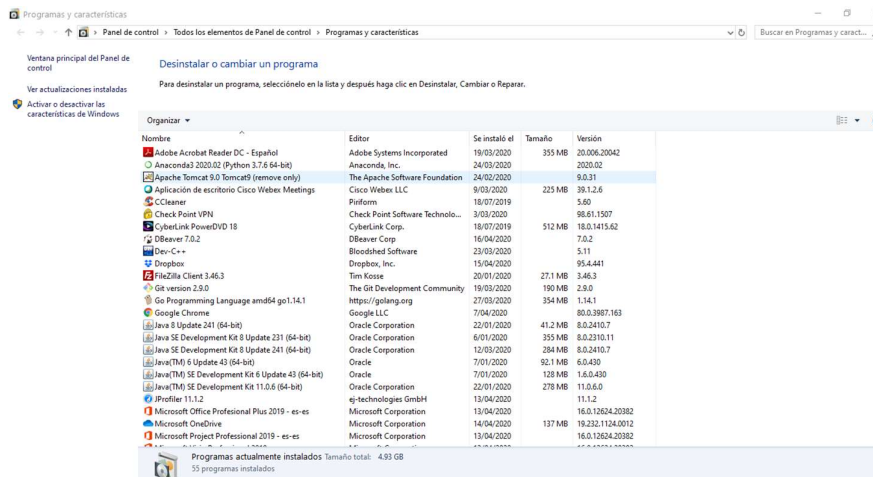 Programas y características
Panel de control > Todos los elementos de Panel de control > Programas y características
Buscar en Programas y caract...
Ventana principal del Panel de control
Ver actualizaciones instaladas
Activar o desactivar las características de Windows
Desinstalar o cambiar un programa
Para desinstalar un programa, selecciónelo en la lista y después haga clic en Desinstalar, Cambiar o Reparar.
Organizar
Nombre Editor Se instaló el Tamaño Versión
Adobe Acrobat Reader DC - Español Adobe Systems Incorporated 19/03/2020 355 MB 20.006.20042
Anaconda3 2020.02 (Python 3.7.6 64-bit) Anaconda, Inc. 24/03/2020 2020.02
Apache Tomcat 9.0 Tomcat9 (remove only) The Apache Software Foundation 24/02/2020 9.0.31
Aplicación de escritorio Cisco Webex Meetings Cisco Webex LLC 9/03/2020 225 MB 39.1.2.6
CCleaner Piriform 18/07/2019 5.60
Check Point VPN Check Point Software Technolo... 3/03/2020 98.61.1507
CyberLink PowerDVD 18 CyberLink Corp. 18/07/2019 512 MB 18.0.1415.62
DBeaver 7.0.2 DBeaver Corp 16/04/2020 7.0.2
Dev-C++ Bloodshed Software 23/03/2020 5.11
Dropbox Dropbox, Inc. 15/04/2020 95.4.441
FileZilla Client 3.46.3 Tim Kosse 20/01/2020 27.1 MB 3.46.3
Git version 2.9.0 The Git Development Community 19/03/2020 190 MB 2.9.0
Go Programming Language amd64 go1.14.1 https://golang.org 27/03/2020 354 MB 1.14.1
Google Chrome Google LLC 7/04/2020 80.0.3987.163
Java 8 Update 241 (64-bit) Oracle Corporation 22/01/2020 41.2 MB 8.0.2410.7
Java SE Development Kit 8 Update 231 (64-bit) Oracle Corporation 6/01/2020 355 MB 8.0.2310.11
Java SE Development Kit 8 Update 241 (64-bit) Oracle Corporation 12/03/2020 284 MB 8.0.2410.7
Java(TM) 6 Update 43 (64-bit) Oracle 7/01/2020 92.1 MB 6.0.430
Java(TM) SE Development Kit 6 Update 43 (64-bit) Oracle 7/01/2020 128 MB 1.6.0.430
Java(TM) SE Development Kit 11.0.6 (64-bit) Oracle Corporation 22/01/2020 278 MB 11.0.6.0
JProfiler 11.1.2 ej-technologies GmbH 13/04/2020 11.1.2
Microsoft Office Profesional Plus 2019 - es-es Microsoft Corporation 13/04/2020 16.0.12624.20382
Microsoft OneDrive Microsoft Corporation 14/04/2020 137 MB 19.232.1124.0012
Microsoft Project Professional 2019 - es-es Microsoft Corporation 13/04/2020 16.0.12624.20382
Programas actualmente instalados Tamaño total: 4.93 GB
55 programas instalados